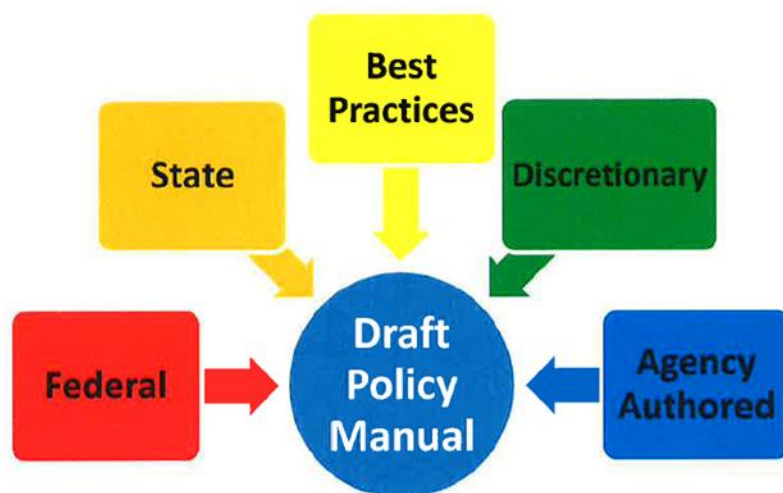 Best
Practices
State
Discretionary
Federal
Draft
Policy
Manual
Agency
Authored